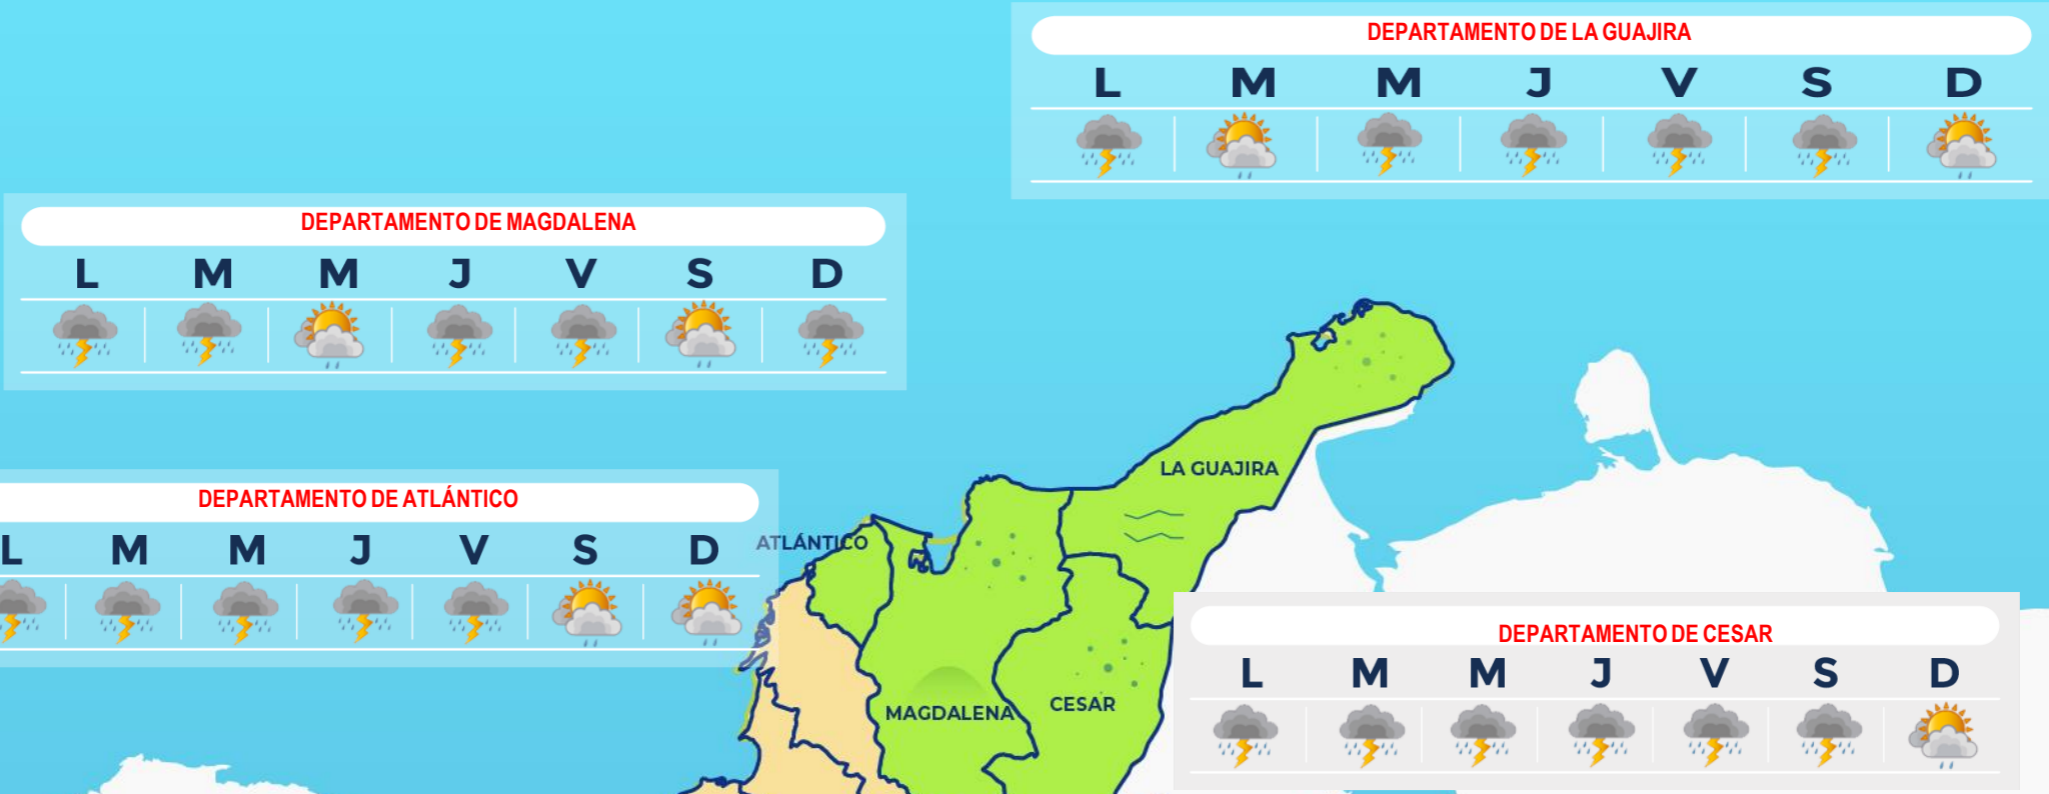 DEPARTAMENTO DE LA GUAJIRA
L M M J V S D
DEPARTAMENTO DE MAGDALENA
L M M J V S D
LA GUAJIRA
DEPARTAMENTO DE ATLÁNTICO
L M M J V S D
ATLÁNTICO
DEPARTAMENTO DE CESAR
L M M J V S D
MAGDALENA
CESAR